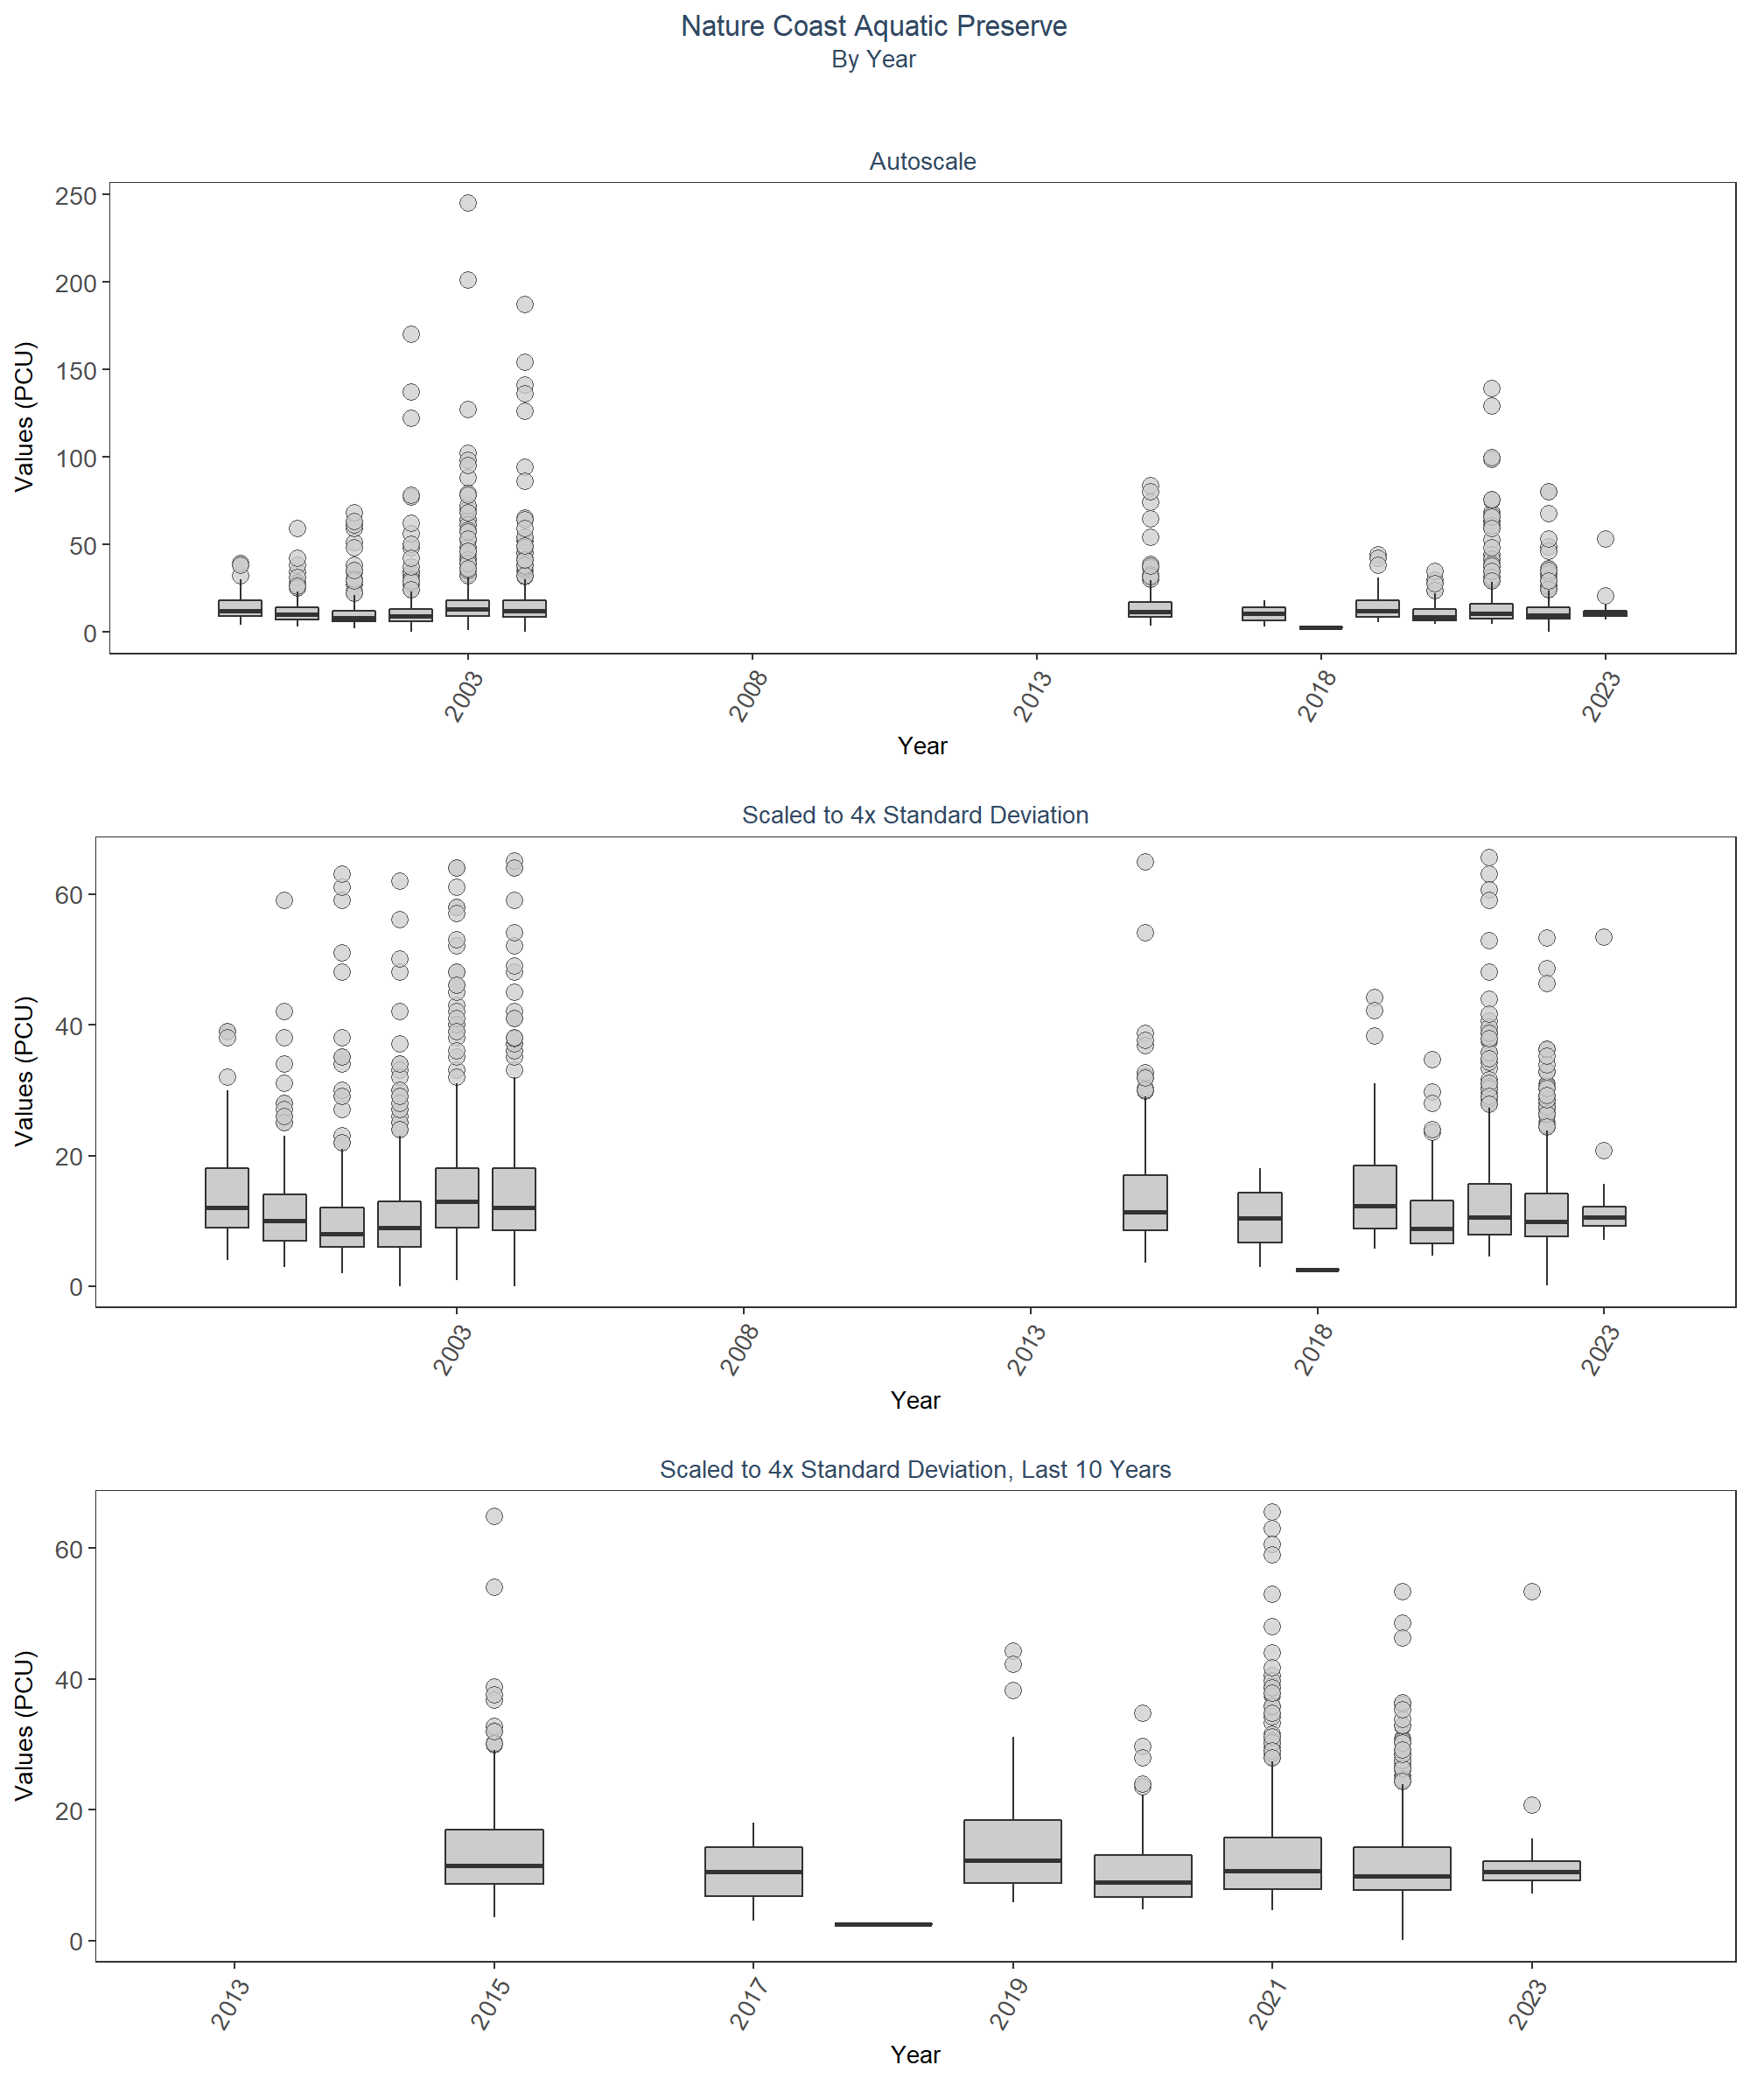 Nature Coast Aquatic Preserve
By Year
Autoscale
Values (PCU)
250
200
150
100
50
0
2003
2008
2013
2018
2023
Year
Scaled to 4x Standard Deviation
Values (PCU)
60
40
20
0
2003
2008
2013
2018
2023
Year
Scaled to 4x Standard Deviation, Last 10 Years
Values (PCU)
60
40
20
0
2013
2015
2017
2019
2021
2023
Year